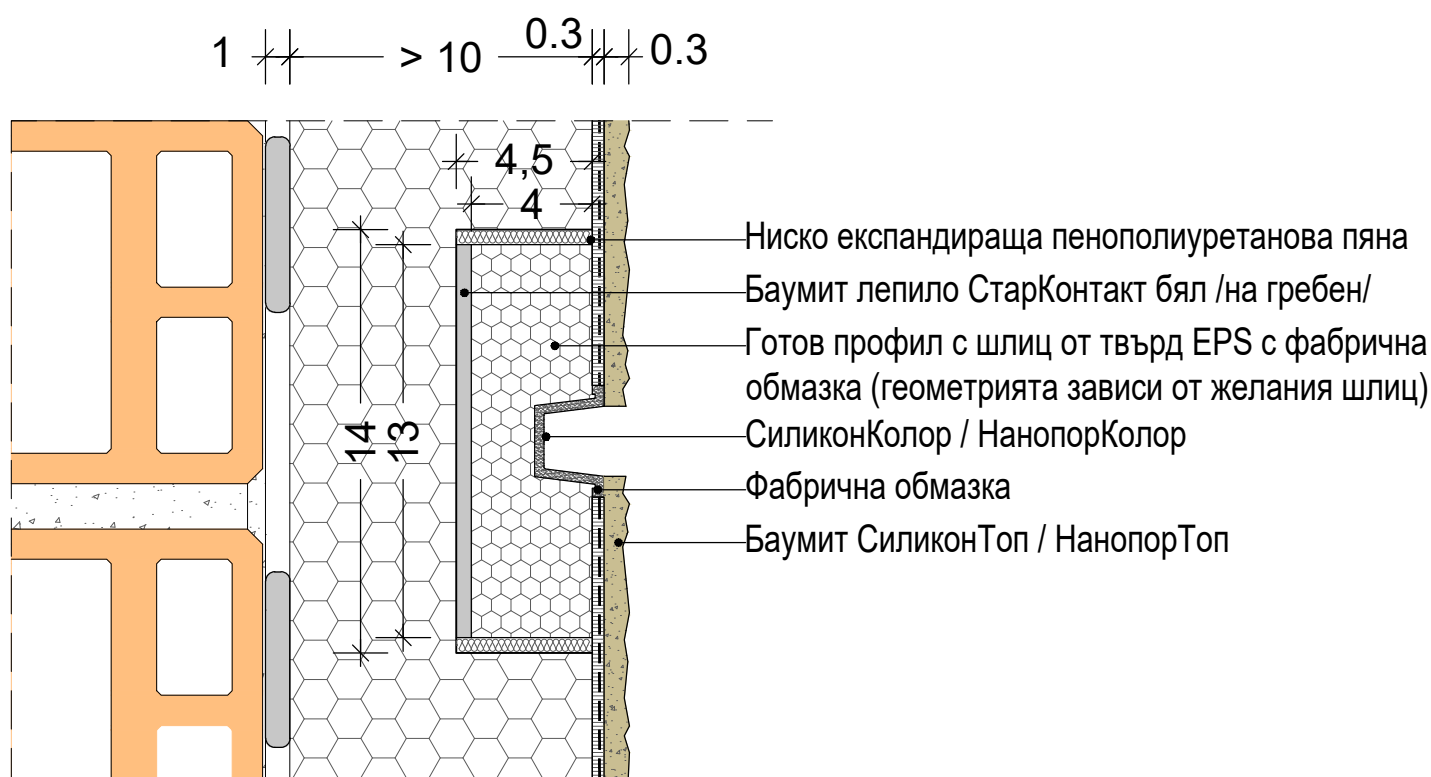 1
> 10
0.3
0.3
4,5
4
14
13
Ниско експандираща пенополиуретанова пяна
Баумит лепило СтарКонтакт бял /на гребен/
Готов профил с шлиц от твърд EPS с фабрична
обмазка (геометрията зависи от желания шлиц)
СиликонКолор / НанопорКолор
Фабрична обмазка
Баумит СиликонТоп / НанопорТоп